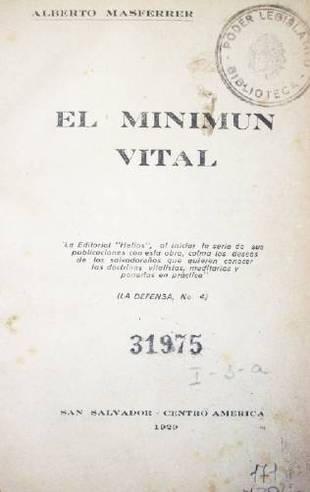 ALBERTO MASFERRER
PODER LEGISLATIVO
BIBLIOTECA
EL MINIMUN
VITAL
"La Editorial "Helios", al iniciar la serie de sus
publicaciones con esta obra, calma los deseos
de los salvadoreños que quieren conocer
las doctrinas vitalistas, meditarlas y
ponerlas en práctica"
(LA DEFENSA, No. 4)
31975
I-3-a
SAN SALVADOR - CENTRO AMERICA
1929
171